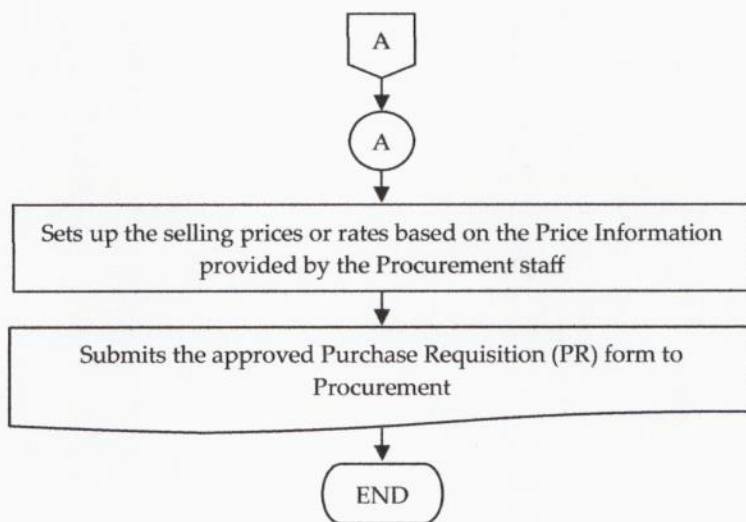 A
A
Sets up the selling prices or rates based on the Price Information
provided by the Procurement staff
Submits the approved Purchase Requisition (PR) form to
Procurement
END